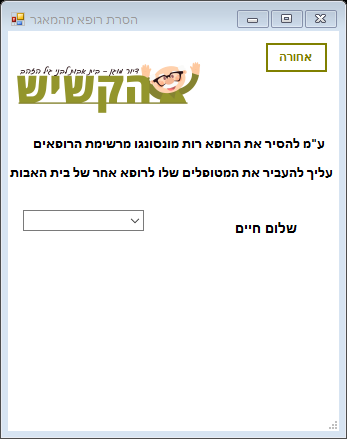 הסרת רופא מהמאגר
אחורה
דיור מוגן - בית אבות לבני גיל הזהב
הקשיש
ע"מ להסיר את הרופא רות מונסונגו מרשימת הרופאים
עליך להעביר את המטופלים שלו לרופא אחר של בית האבות
שלום חיים